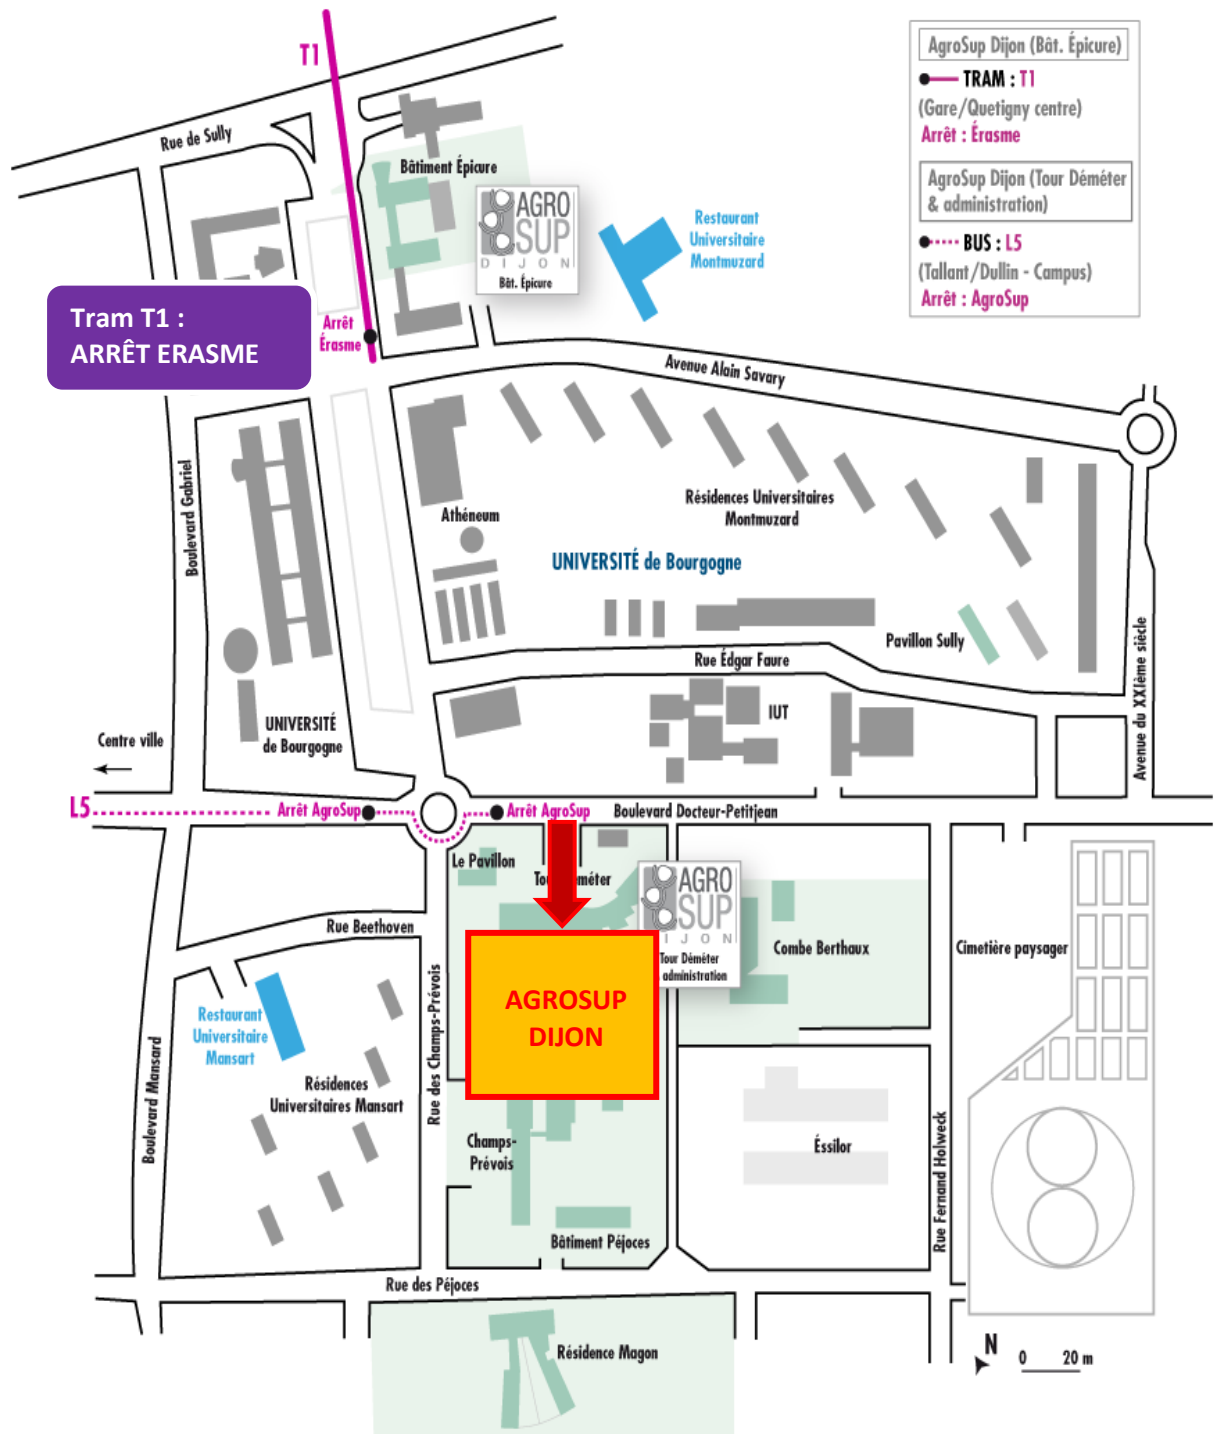 T1
AgroSup Dijon (Bât. Épicure)
TRAM : T1
(Gare/Quetigny centre)
Arrêt : Érasme
AgroSup Dijon (Tour Déméter
& administration)
BUS : L5
(Tallant/Dullin - Campus)
Arrêt : AgroSup
Rue de Sully
Bâtiment Épicure
AGRO
SUP
DIJON
Bât. Épicure
Restaurant
Universitaire
Montmuzard
Tram T1 :
ARRÊT ERASME
Arrêt
Érasme
Avenue Alain Savary
Boulevard Gabriel
Athéneum
Résidences Universitaires
Montmuzard
UNIVERSITÉ de Bourgogne
Pavillon Sully
Rue Édgar Faure
Avenue du XXIème siècle
IUT
UNIVERSITÉ
de Bourgogne
Centre ville
L5
Arrêt AgroSup
Arrêt AgroSup
Boulevard Docteur-Petitjean
Le Pavillon
Tou
éméter
AGRO
SUP
IJON
Tour Déméter
administration
Rue Beethoven
Combe Berthaux
Cimetière paysager
AGROSUP
DIJON
Restaurant
Universitaire
Mansart
Rue des Champs-Prévois
Boulevard Mansard
Résidences
Universitaires Mansart
Champs-
Prévois
Éssilor
Rue Fernand Holweck
Bâtiment Péjoces
Rue des Péjoces
Résidence Magon
N
0 20 m